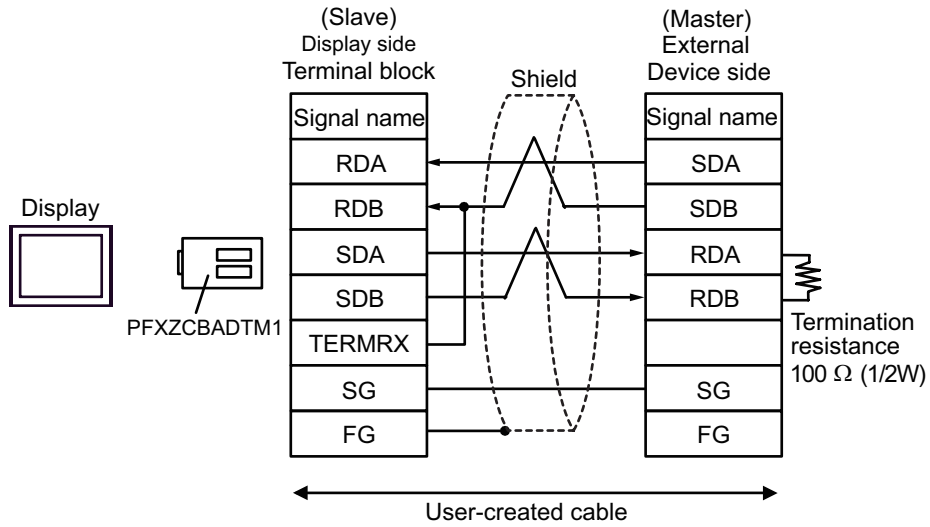 (Slave)
Display side
Terminal block
(Master)
External
Device side
Shield
Signal name
Signal name
RDA
SDA
RDB
SDB
SDA
RDA
SDB
RDB
TERMRX
SG
SG
FG
FG
Display
PFXZCBADTM1
Termination
resistance
100 Ω (1/2W)
User-created cable